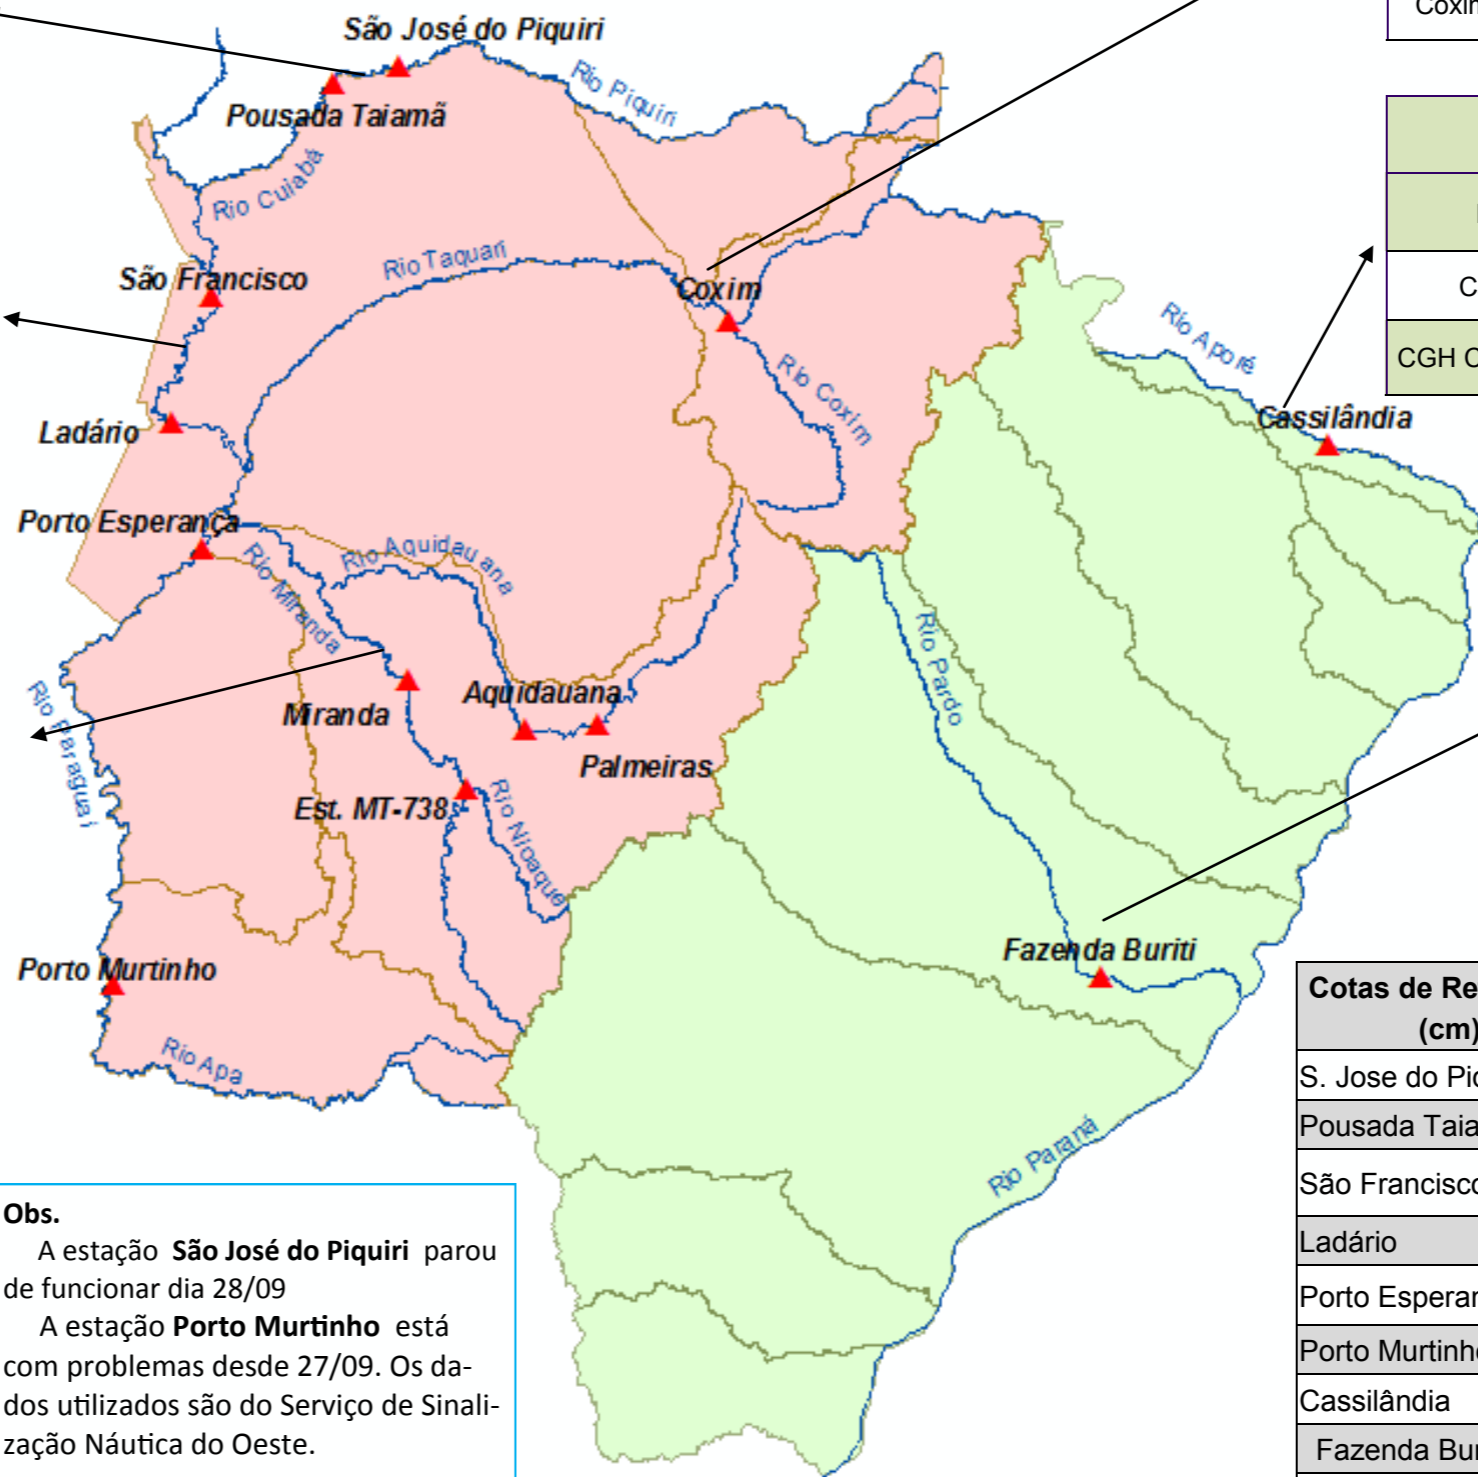 Coxim
São José do Piquiri
Rio Piquiri
Pousada Taiamã
Rio Cuiabá
São Francisco
Rio Taquari
Coxim
C
CGH C
Rio Aporé
Rio Coxim
Cassilândia
Ladário
Porto Esperança
Rio Miranda
Rio Aquidauana
Rio Pardo
Rio Paraguai
Miranda
Aquidauana
Palmeiras
Est. MT-738
Rio Nioaque
Fazenda Buriti
Porto Murtinho
Rio Apa
Rio Paraná
Cotas de Re
(cm)
S. Jose do Pi
Pousada Taia
São Francisco
Ladário
Porto Esperan
Porto Murtinho
Cassilândia
Fazenda Bur
Obs.
A estação São José do Piquiri parou
de funcionar dia 28/09
A estação Porto Murtinho está
com problemas desde 27/09. Os da-
dos utilizados são do Serviço de Sinali-
zação Náutica do Oeste.